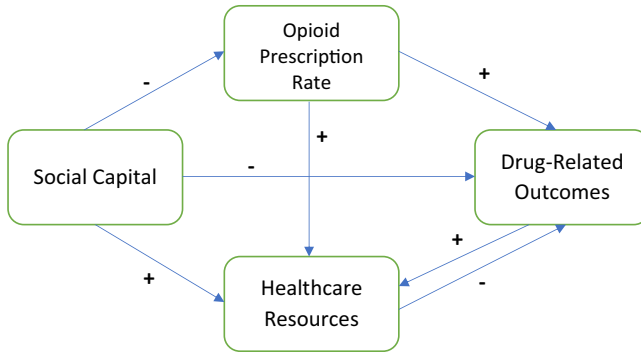 Opioid
Prescription
Rate
-
+
+
Social Capital
-
Drug-Related
Outcomes
+
+
-
Healthcare
Resources